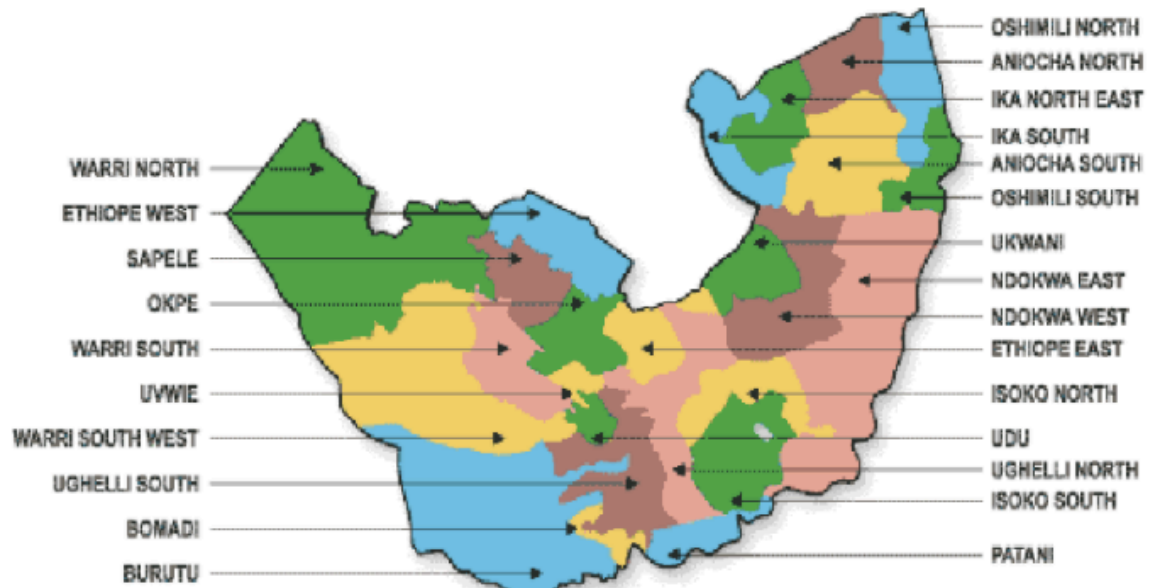 WARRI NORTH
ETHIOPE WEST
SAPELE
OKPE
WARRI SOUTH
UVWIE
WARRI SOUTH WEST
UGHELLI SOUTH
BOMADI
BURUTU
OSHIMILI NORTH
ANIOCHA NORTH
IKA NORTH EAST
IKA SOUTH
ANIOCHA SOUTH
OSHIMILI SOUTH
UKWANI
NDOKWA EAST
NDOKWA WEST
ETHIOPE EAST
ISOKO NORTH
UDU
UGHELLI NORTH
ISOKO SOUTH
PATANI